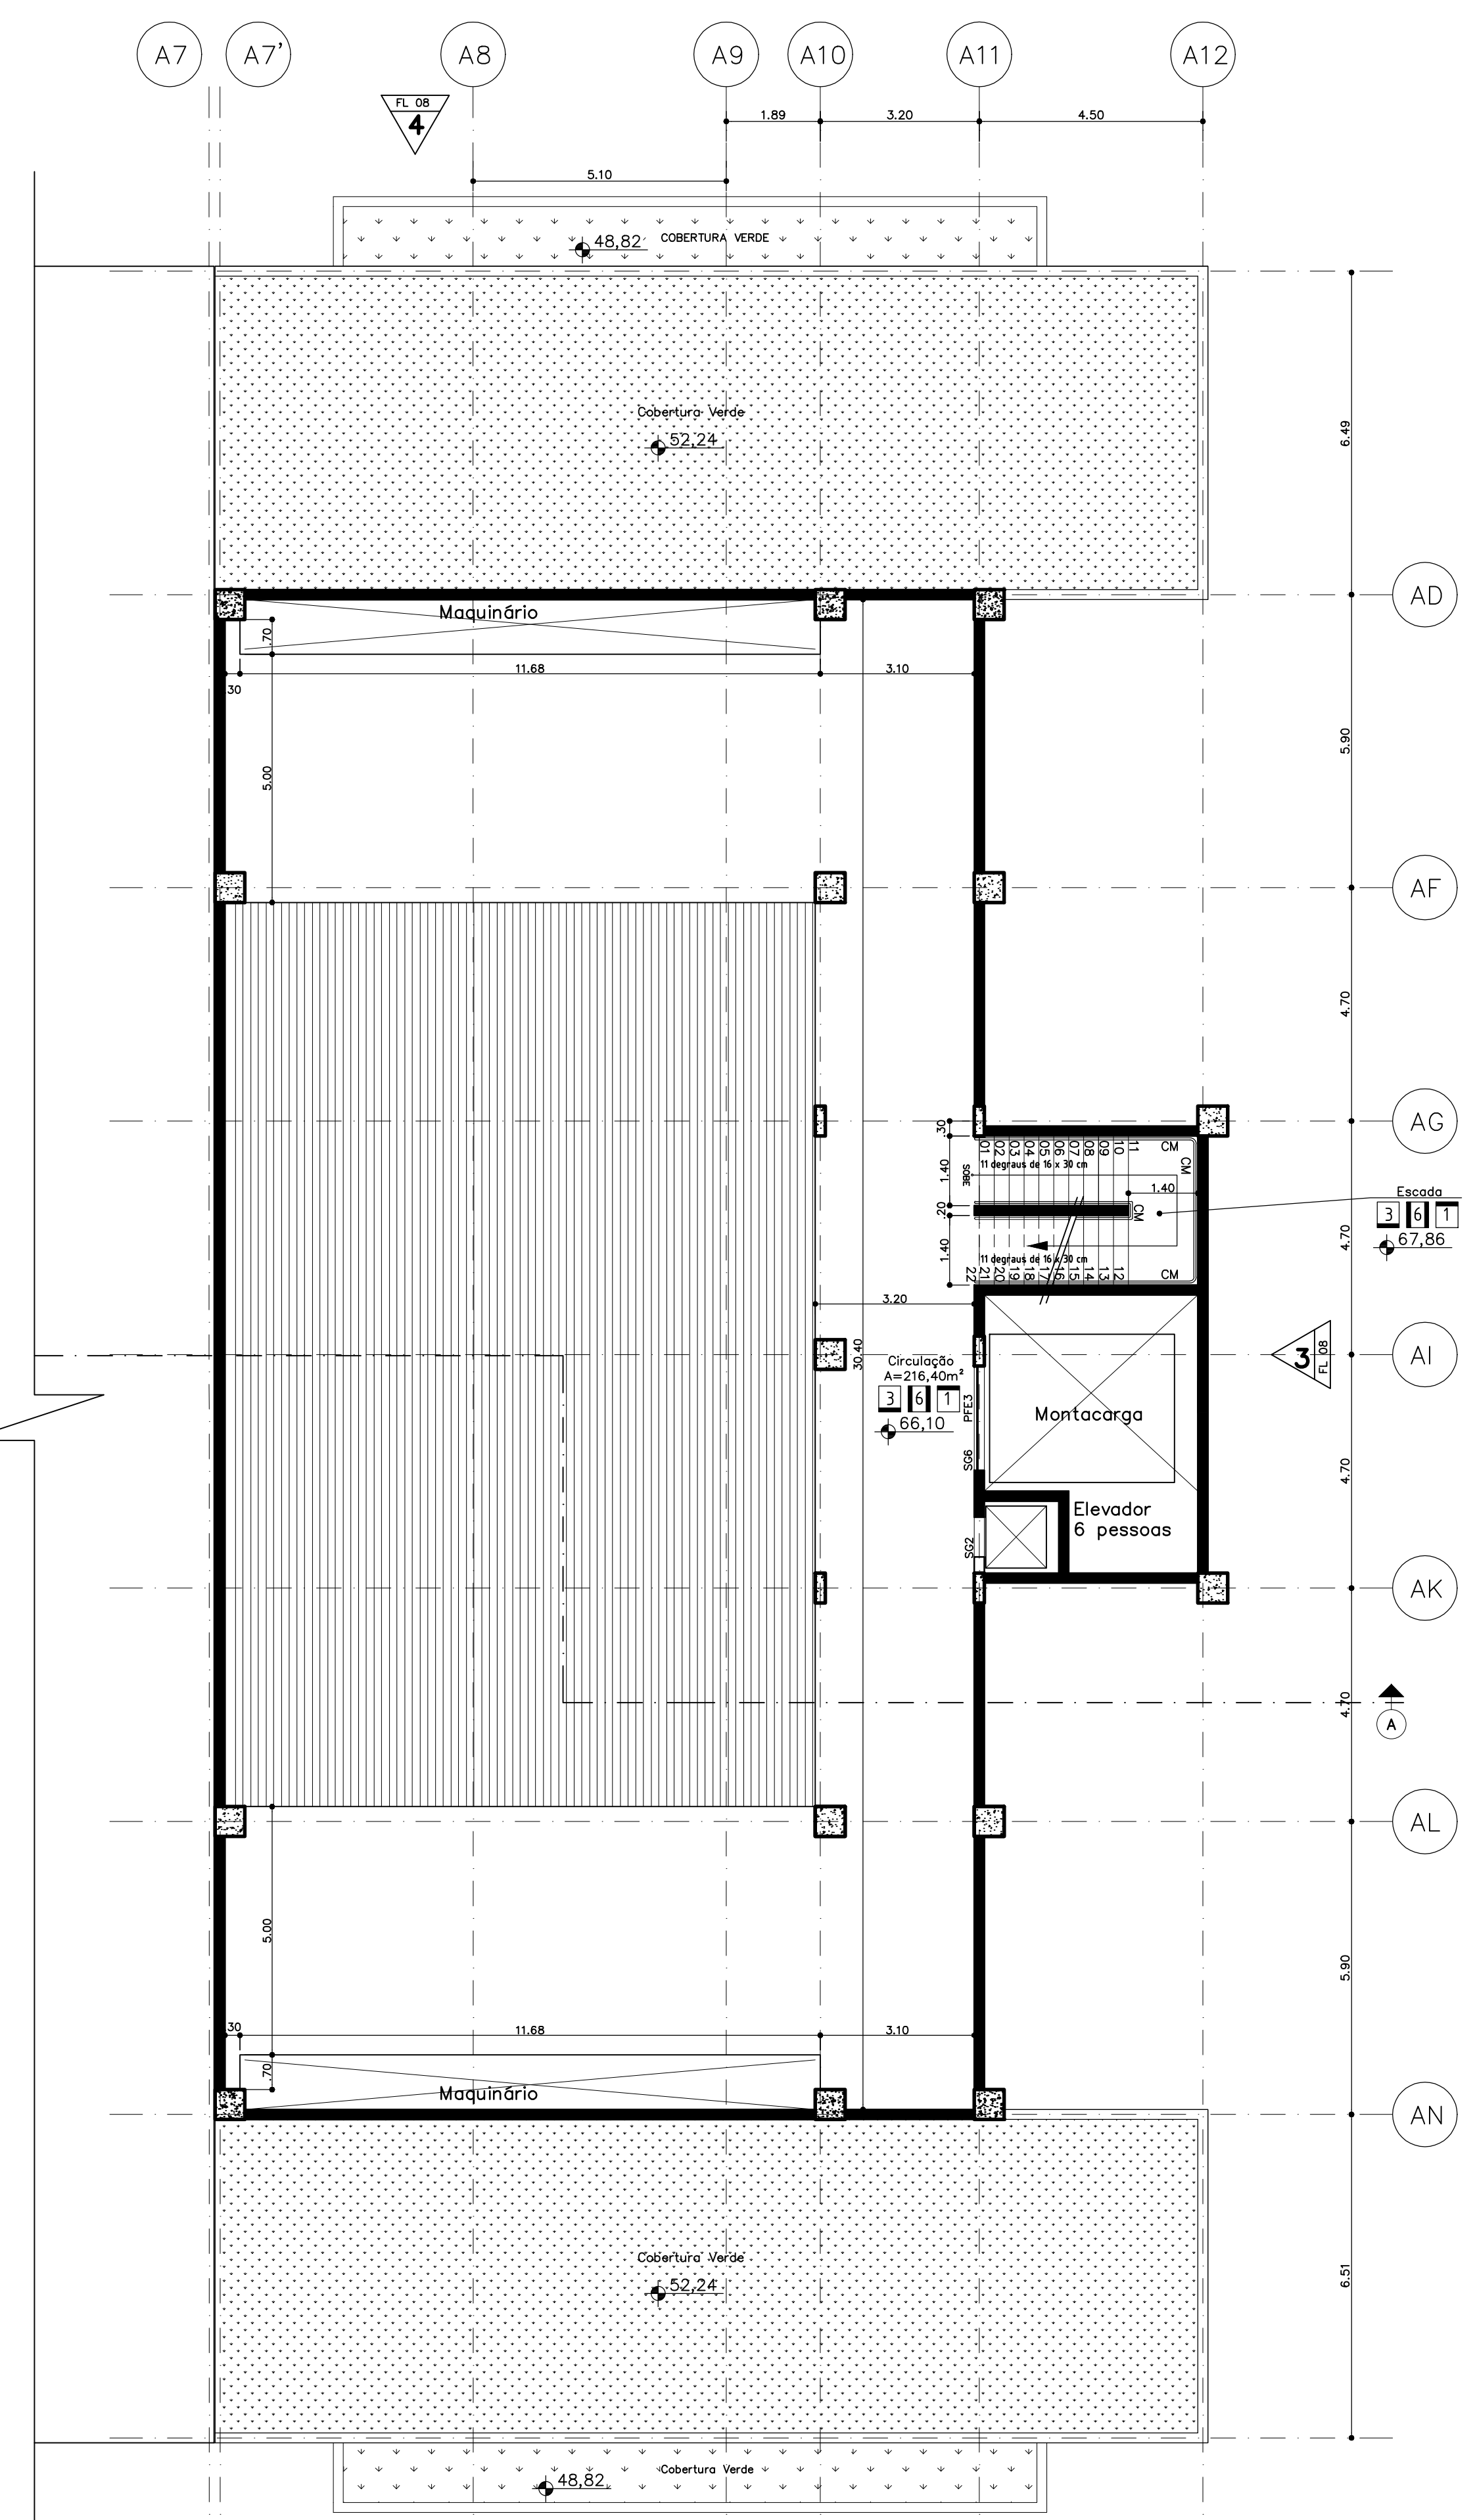 A7
A7'
A8
A9
A10
A11
A12
FL 08
4
1.89
3.20
4.50
5.10
48,82
COBERTURA VERDE
Cobertura Verde
52,24
6.49
AD
Maquinário
.70
11.68
3.10
30
5.90
5.00
AF
4.70
AG
.30
01
02
03
04
05
06
07
08
09
10
11
CM
11 degraus de 16 x 30 cm
CM
SOBE
1.40
1.40
.20
CM
Escada
3 6 1
67,86
4.70
1.40
11 degraus de 16 x 30 cm
22
21
20
19
18
17
16
15
14
13
12
CM
3.20
30.40
AI
3
FL 08
Circulação
A=216,40m²
3 6 1
66,10
PFE3
SG6
Montacarga
4.70
Elevador
6 pessoas
SG2
AK
4.70
A
AL
5.00
5.90
30
11.68
3.10
.70
Maquinário
AN
Cobertura Verde
52,24
6.51
Cobertura Verde
48,82